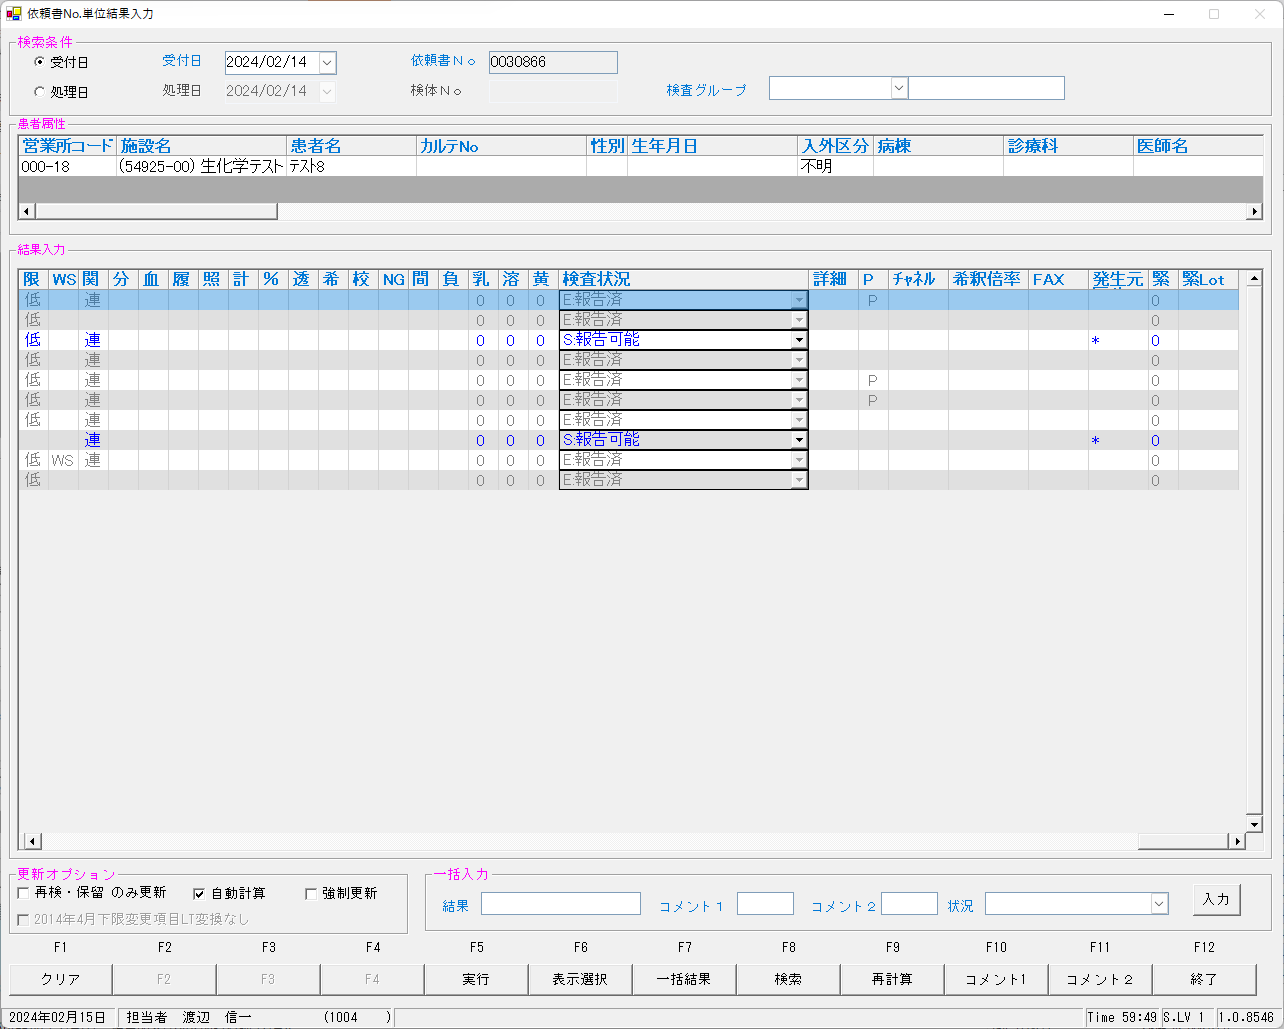 依頼書No.単位結果入力
検索条件
受付日 受付日 2024/02/14 依頼書Ｎｏ 0030866
処理日 処理日 2024/02/14 検体Ｎｏ 検査グループ
患者属性
営業所コード 施設名 患者名 カルテNo 性別 生年月日 入外区分 病棟 診療科 医師名
000-18 (54925-00) 生化学テスト ﾃｽﾄ8 不明
結果入力
限 WS 関 分 血 履 照 計 % 透 希 校 NG 間 負 乳 溶 黄 検査状況 詳細 P ﾁｬﾈﾙ 希釈倍率 FAX 発生元 緊 緊Lot
低 連 0 0 0 E:報告済 P 0
低 0 0 0 E:報告済 0
低 連 0 0 0 S:報告可能 * 0
低 連 0 0 0 E:報告済 0
低 連 0 0 0 E:報告済 P 0
低 連 0 0 0 E:報告済 P 0
低 連 0 0 0 E:報告済 0
連 0 0 0 S:報告可能 * 0
低 WS 連 0 0 0 E:報告済 0
低 0 0 0 E:報告済 0
更新オプション
再検・保留 のみ更新 自動計算 強制更新
2014年4月下限変更項目LT変換なし
一括入力
結果 コメント１ コメント２ 状況 入力
F1 F2 F3 F4 F5 F6 F7 F8 F9 F10 F11 F12
クリア F2 F3 F4 実行 表示選択 一括結果 検索 再計算 コメント1 コメント２ 終了
2024年02月15日 担当者 渡辺 信一 (1004 ) Time 59:49 S.LV 1 1.0.8546